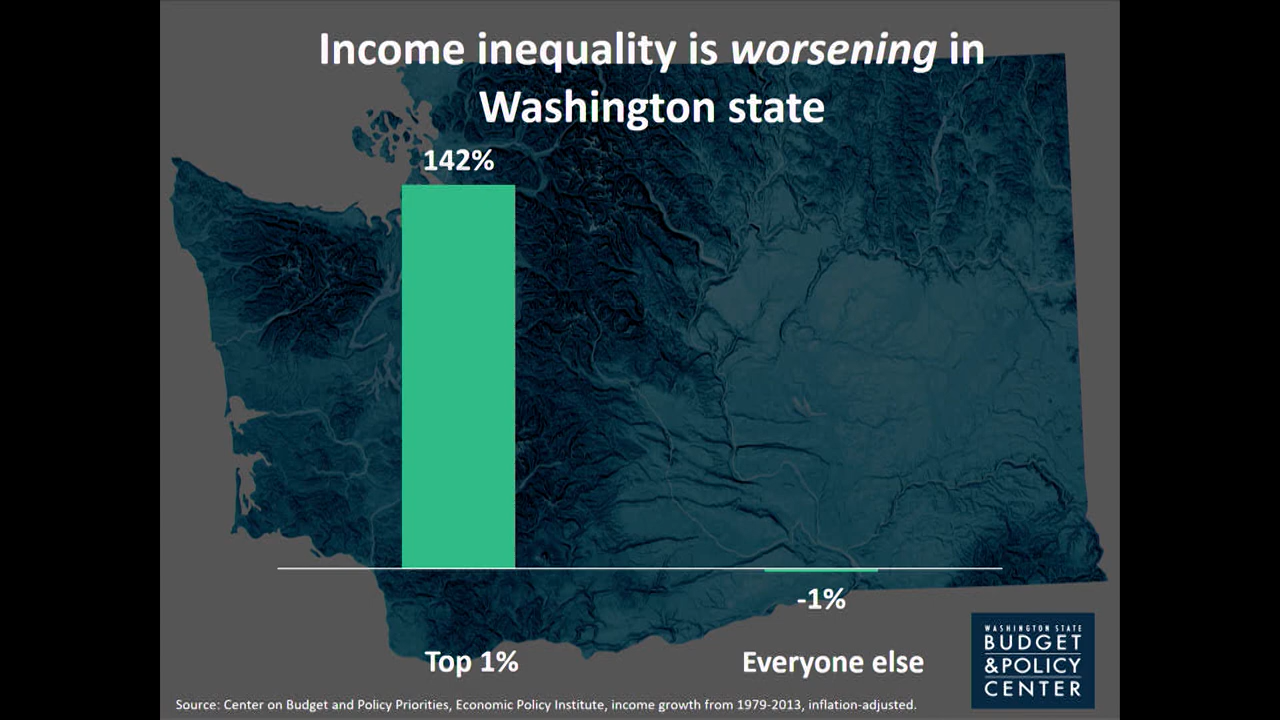 Income inequality is worsening in
Washington state
142%
-1%
Top 1%
Everyone else
WASHINGTON STATE
BUDGET
&POLICY
CENTER
Source: Center on Budget and Policy Priorities, Economic Policy Institute, income growth from 1979-2013, inflation-adjusted.